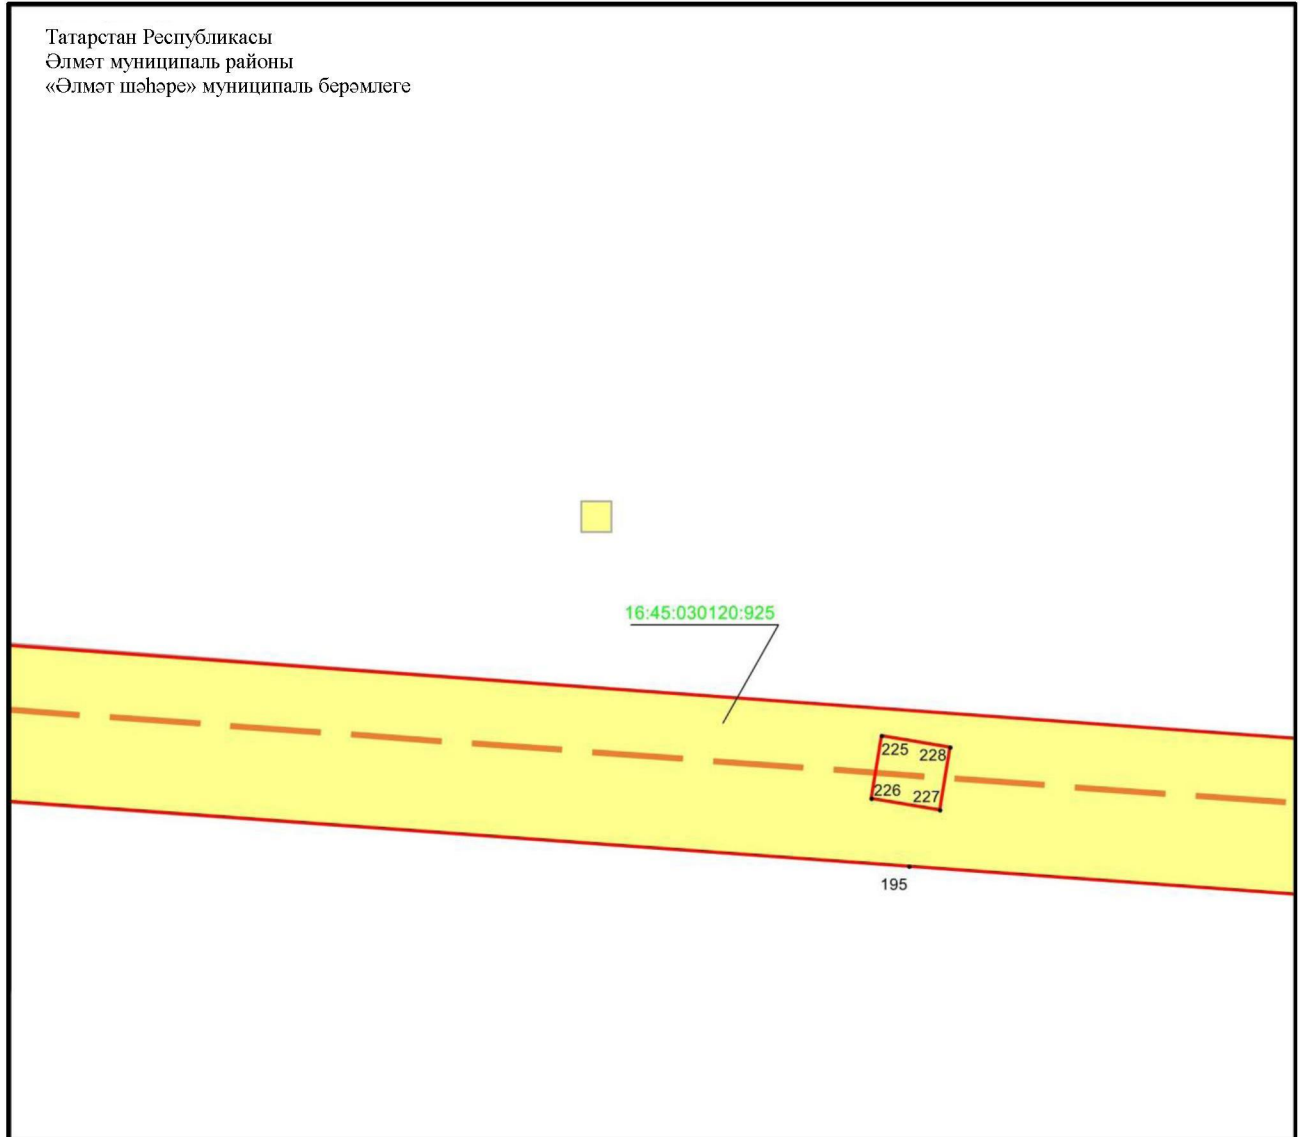 Татарстан Республикасы
Әлмәт муниципаль районы
«Әлмәт шәһәре» муниципаль берәмлеге
16:45:030120:925
225 228
226 227
195